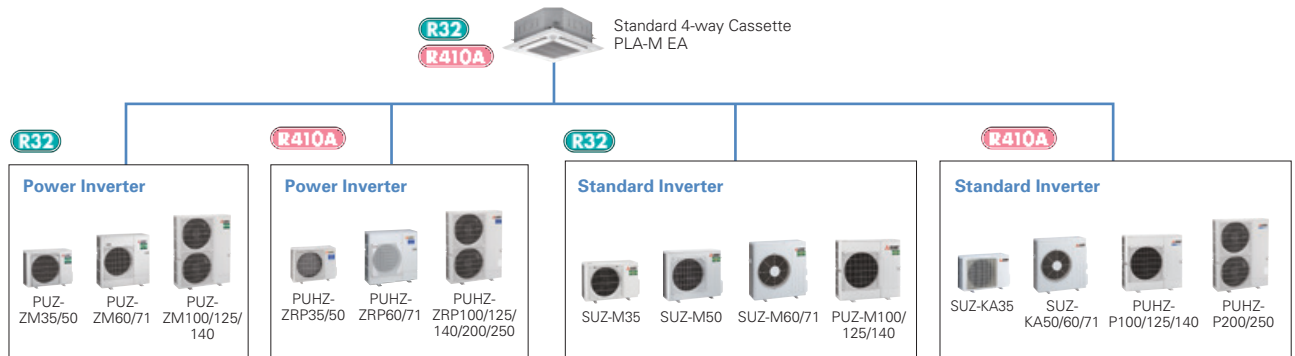 R32
R410A
Standard 4-way Cassette
PLA-M EA
R32
Power Inverter
PUZ-
ZM35/50
PUZ-
ZM60/71
PUZ-
ZM100/125/
140
R410A
Power Inverter
PUHZ-
ZRP35/50
PUHZ-
ZRP60/71
PUHZ-
ZRP100/125/
140/200/250
R32
Standard Inverter
SUZ-M35
SUZ-M50
SUZ-M60/71
PUZ-M100/
125/140
R410A
Standard Inverter
SUZ-KA35
SUZ-
KA50/60/71
PUHZ-
P100/125/140
PUHZ-
P200/250